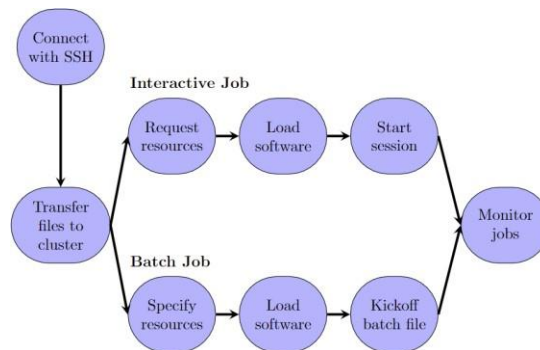 Connect
with SSH
Interactive Job
Request
resources
Load
software
Start
session
Transfer
files to
cluster
Monitor
jobs
Batch Job
Specify
resources
Load
software
Kickoff
batch file